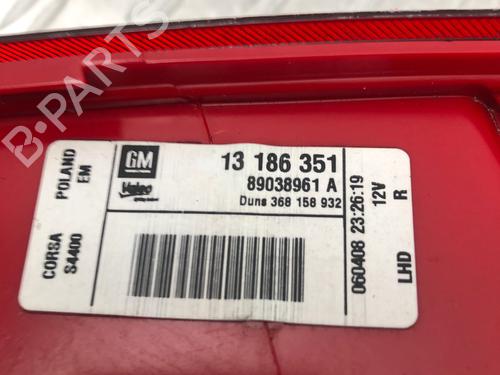 B-PARTS
POLAND
EM
CORSA
S4400
GM
Valeo
13 186 351
89038961 A
Duns 368 158 932
060408 23:26:19
12V
R
LHD